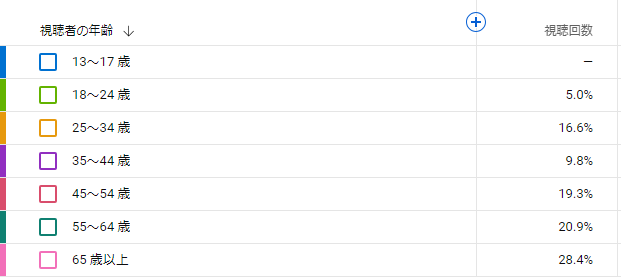 視聴者の年齢 ↓ 視聴回数
13～17 歳 —
18～24 歳 5.0%
25～34 歳 16.6%
35～44 歳 9.8%
45～54 歳 19.3%
55～64 歳 20.9%
65 歳以上 28.4%